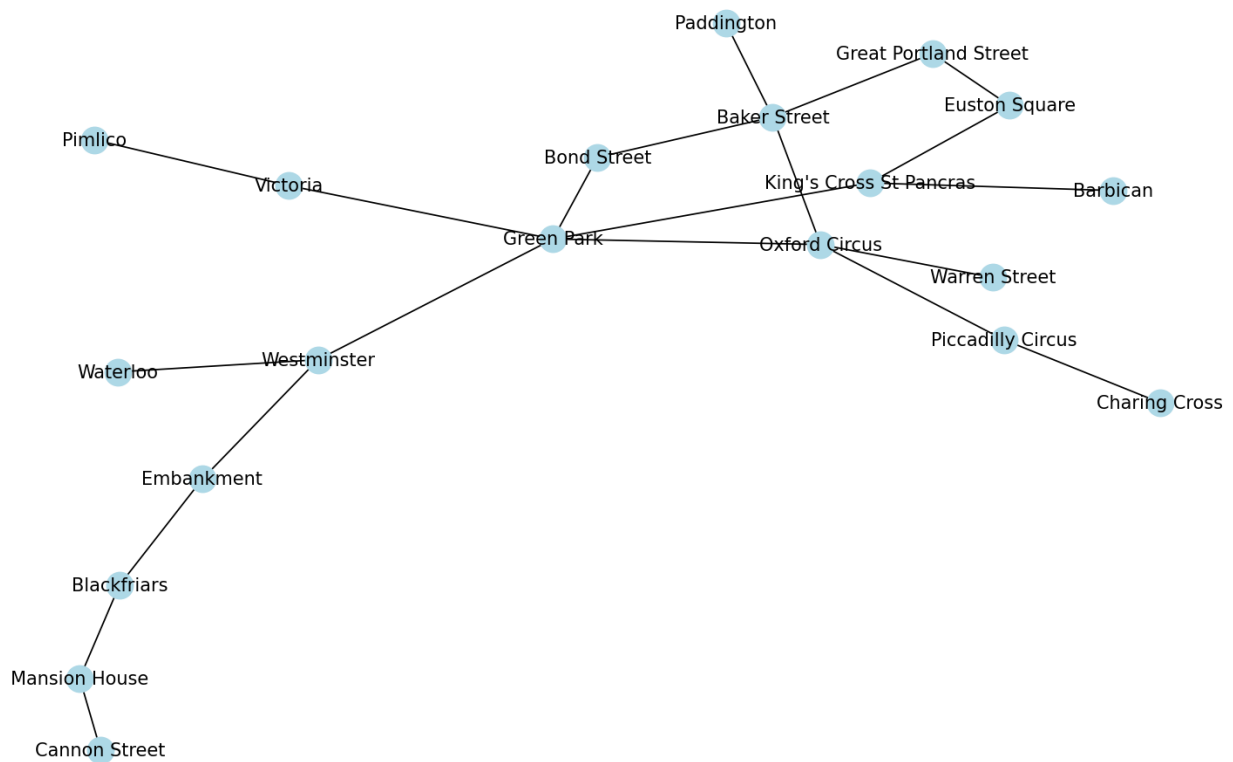 Paddington
Great Portland Street
Euston Square
Baker Street
Pimlico
Bond Street
Victoria
King's Cross St Pancras
Barbican
Green Park
Oxford Circus
Warren Street
Piccadilly Circus
Westminster
Waterloo
Charing Cross
Embankment
Blackfriars
Mansion House
Cannon Street